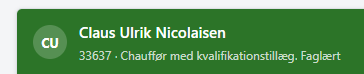 CU
Claus Ulrik Nicolaisen
33637 · Chauffør med kvalifikationstillæg. Faglært